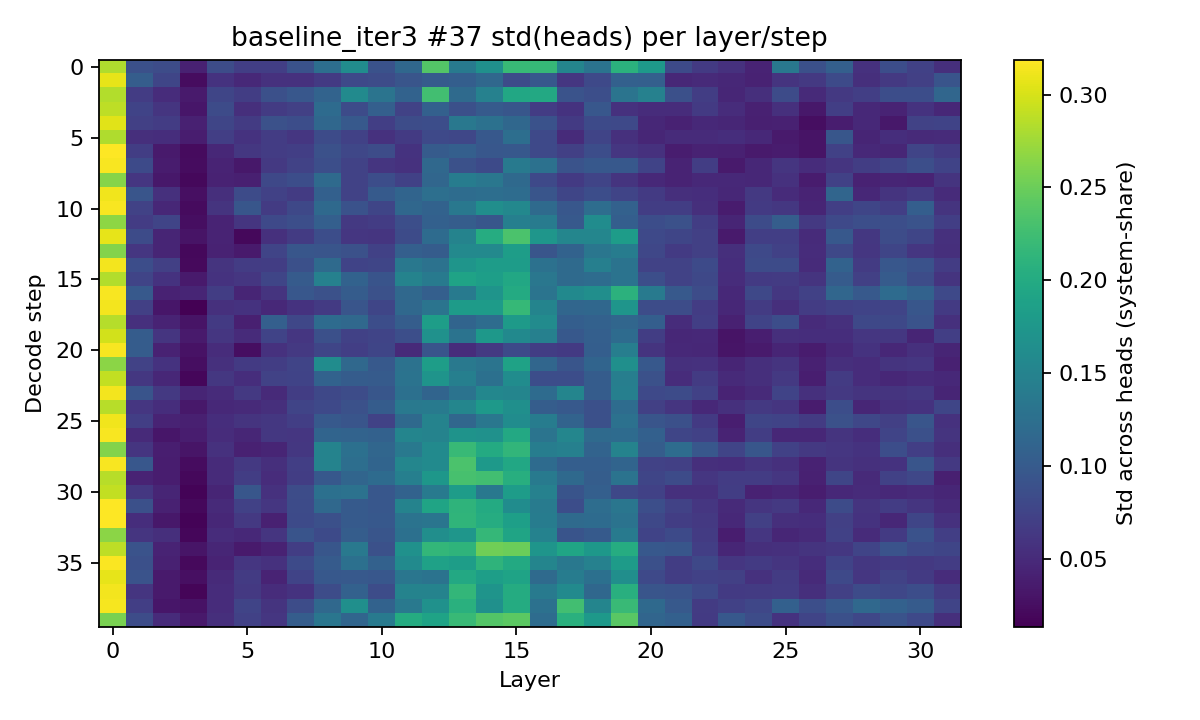 baseline_iter3 #37 std(heads) per layer/step
0
5
10
15
20
25
30
35
Decode step
0 5 10 15 20 25 30
Layer
0.30
0.25
0.20
0.15
0.10
0.05
Std across heads (system-share)